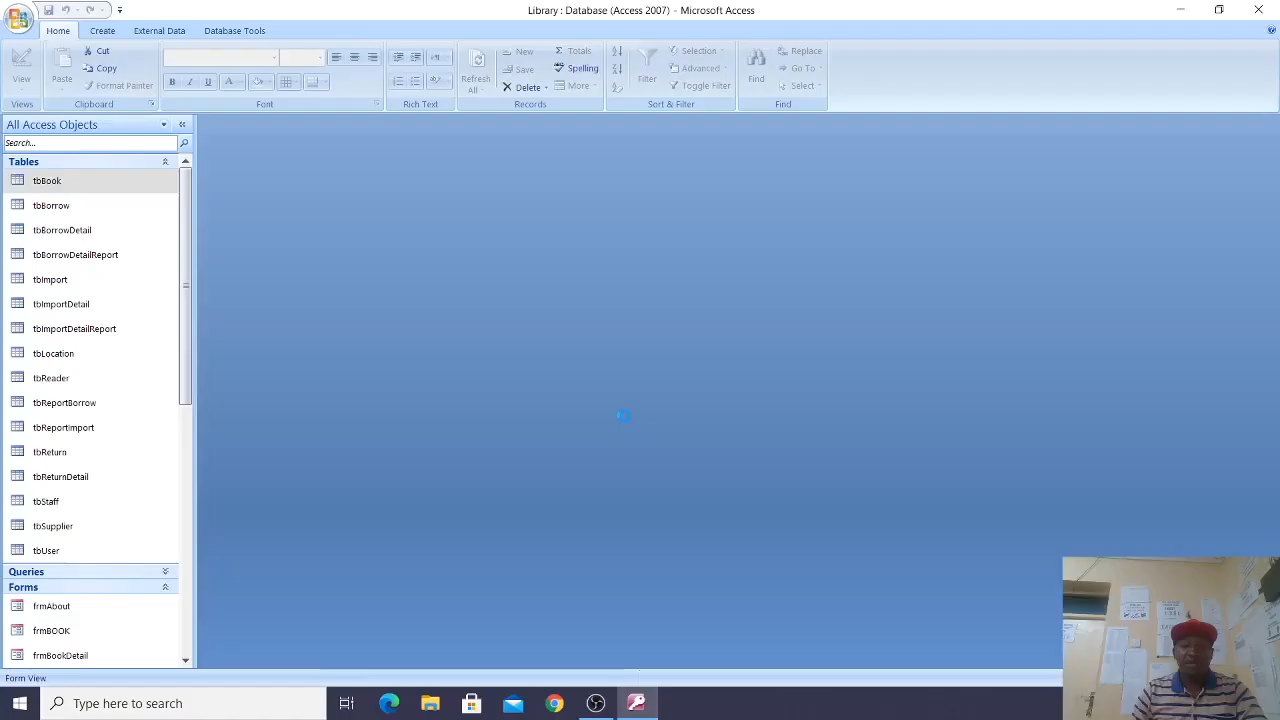 Library : Database (Access 2007) - Microsoft Access
Home Create External Data Database Tools
View
Views
Paste
Cut
Copy
Format Painter
Clipboard
Font
Rich Text
Refresh All
New
Save
Delete
Totals
Spelling
More
Records
Filter
Selection
Advanced
Toggle Filter
Sort & Filter
Find
Replace
Go To
Select
Find
All Access Objects
Search...
Tables
tbBook
tbBorrow
tbBorrowDetail
tbBorrowDetailReport
tbImport
tbImportDetail
tbImportDetailReport
tbLocation
tbReader
tbReportBorrow
tbReportImport
tbReturn
tbReturnDetail
tbStaff
tbSupplier
tbUser
Queries
Forms
frmAbout
frmBOOK
frmBookDetail
Form View
Type here to search